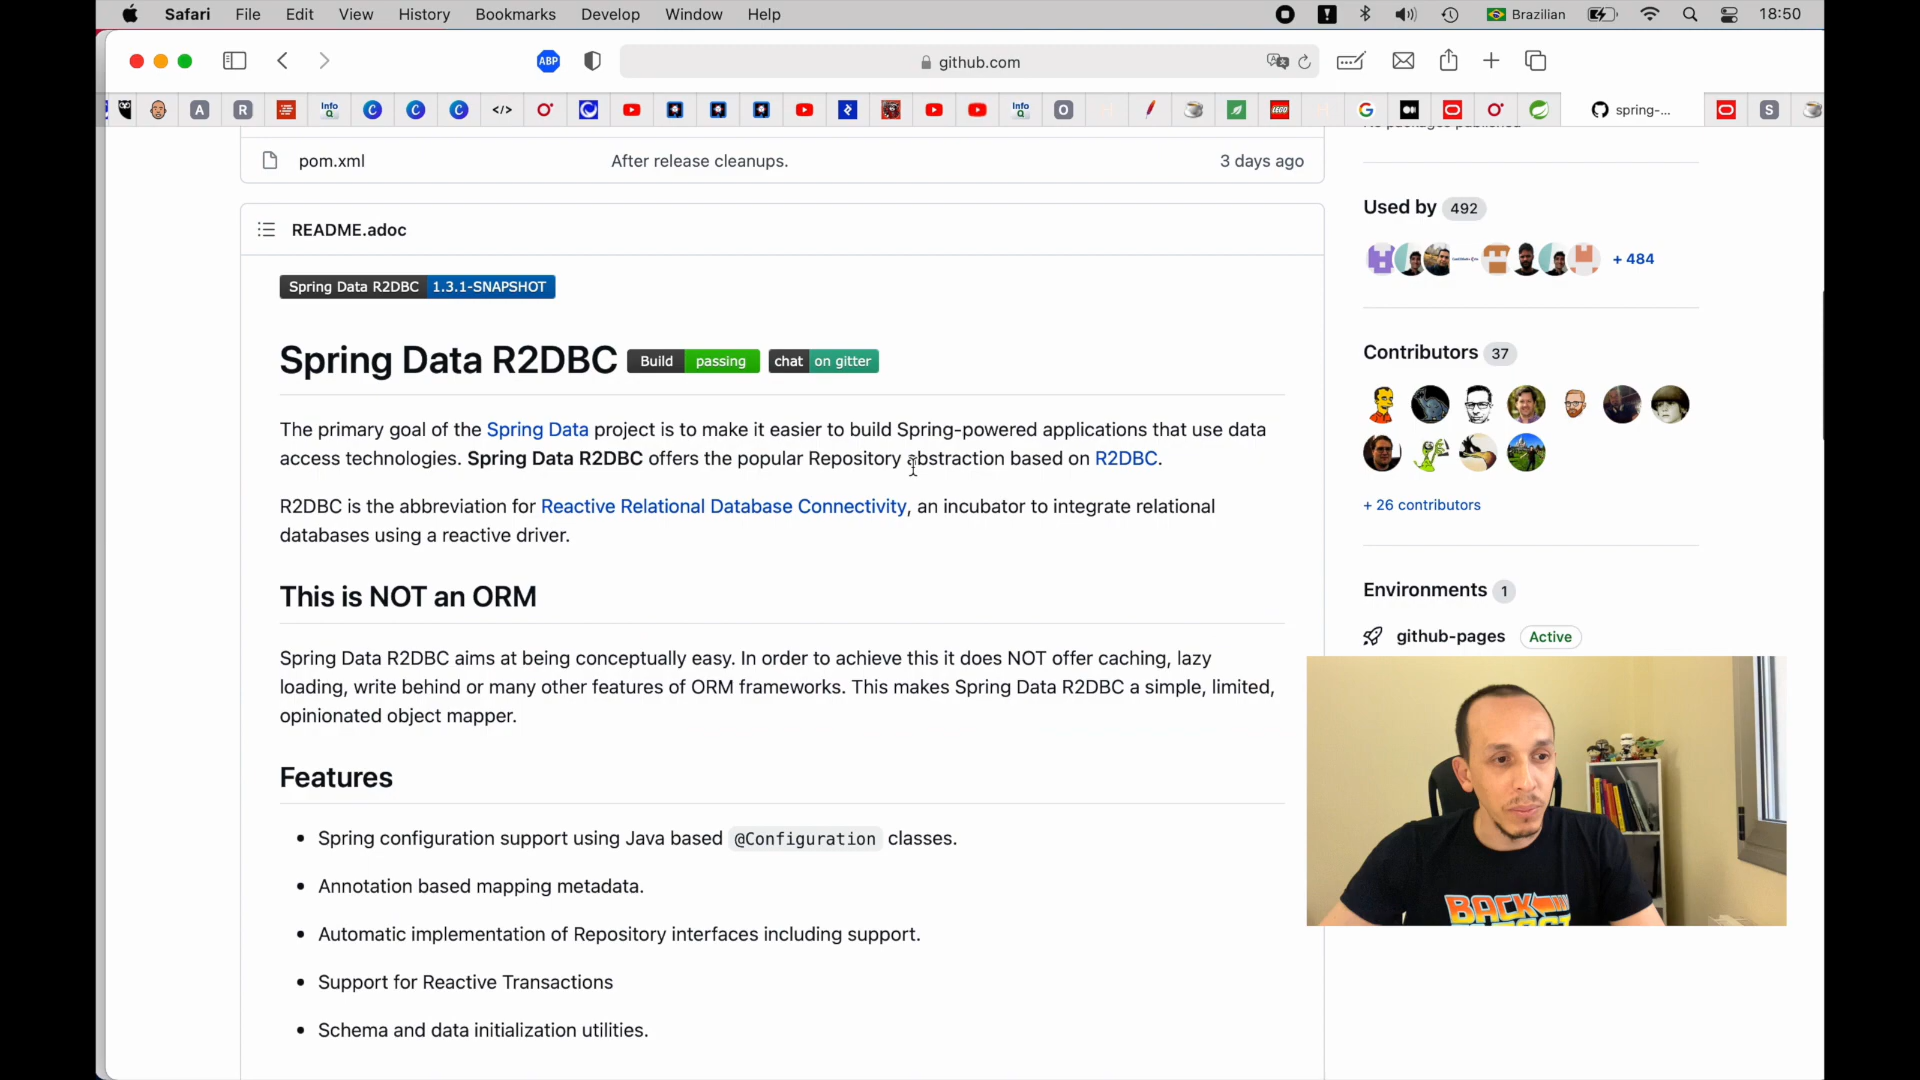 Safari File Edit View History Bookmarks Develop Window Help Brazilian 18:50
ABP github.com
A R Info Q </> Info Q O LEGO G spring-... S
pom.xml After release cleanups. 3 days ago
README.adoc
Spring Data R2DBC 1.3.1-SNAPSHOT
Spring Data R2DBC Build passing chat on gitter
The primary goal of the Spring Data project is to make it easier to build Spring-powered applications that use data
access technologies. Spring Data R2DBC offers the popular Repository abstraction based on R2DBC.
R2DBC is the abbreviation for Reactive Relational Database Connectivity, an incubator to integrate relational
databases using a reactive driver.
This is NOT an ORM
Spring Data R2DBC aims at being conceptually easy. In order to achieve this it does NOT offer caching, lazy
loading, write behind or many other features of ORM frameworks. This makes Spring Data R2DBC a simple, limited,
opinionated object mapper.
Features
• Spring configuration support using Java based @Configuration classes.
• Annotation based mapping metadata.
• Automatic implementation of Repository interfaces including support.
• Support for Reactive Transactions
• Schema and data initialization utilities.
No packages published
Used by 492
+ 484
Contributors 37
+ 26 contributors
Environments 1
github-pages Active
BACK